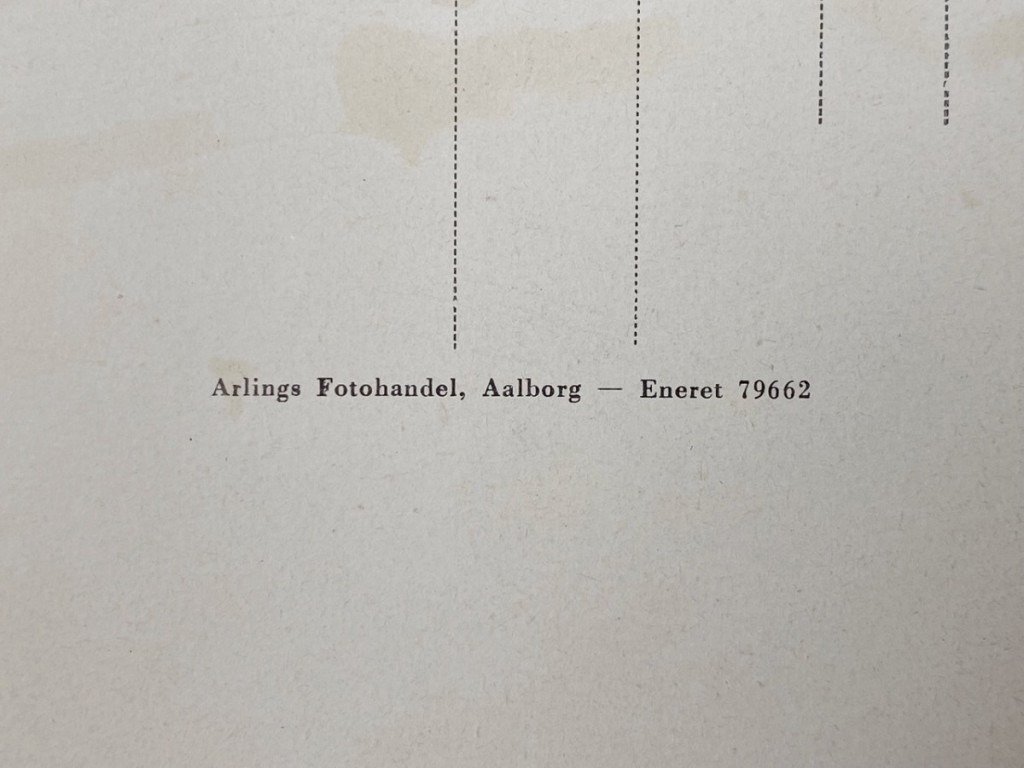 Arlings Fotohandel, Aalborg — Eneret 79662